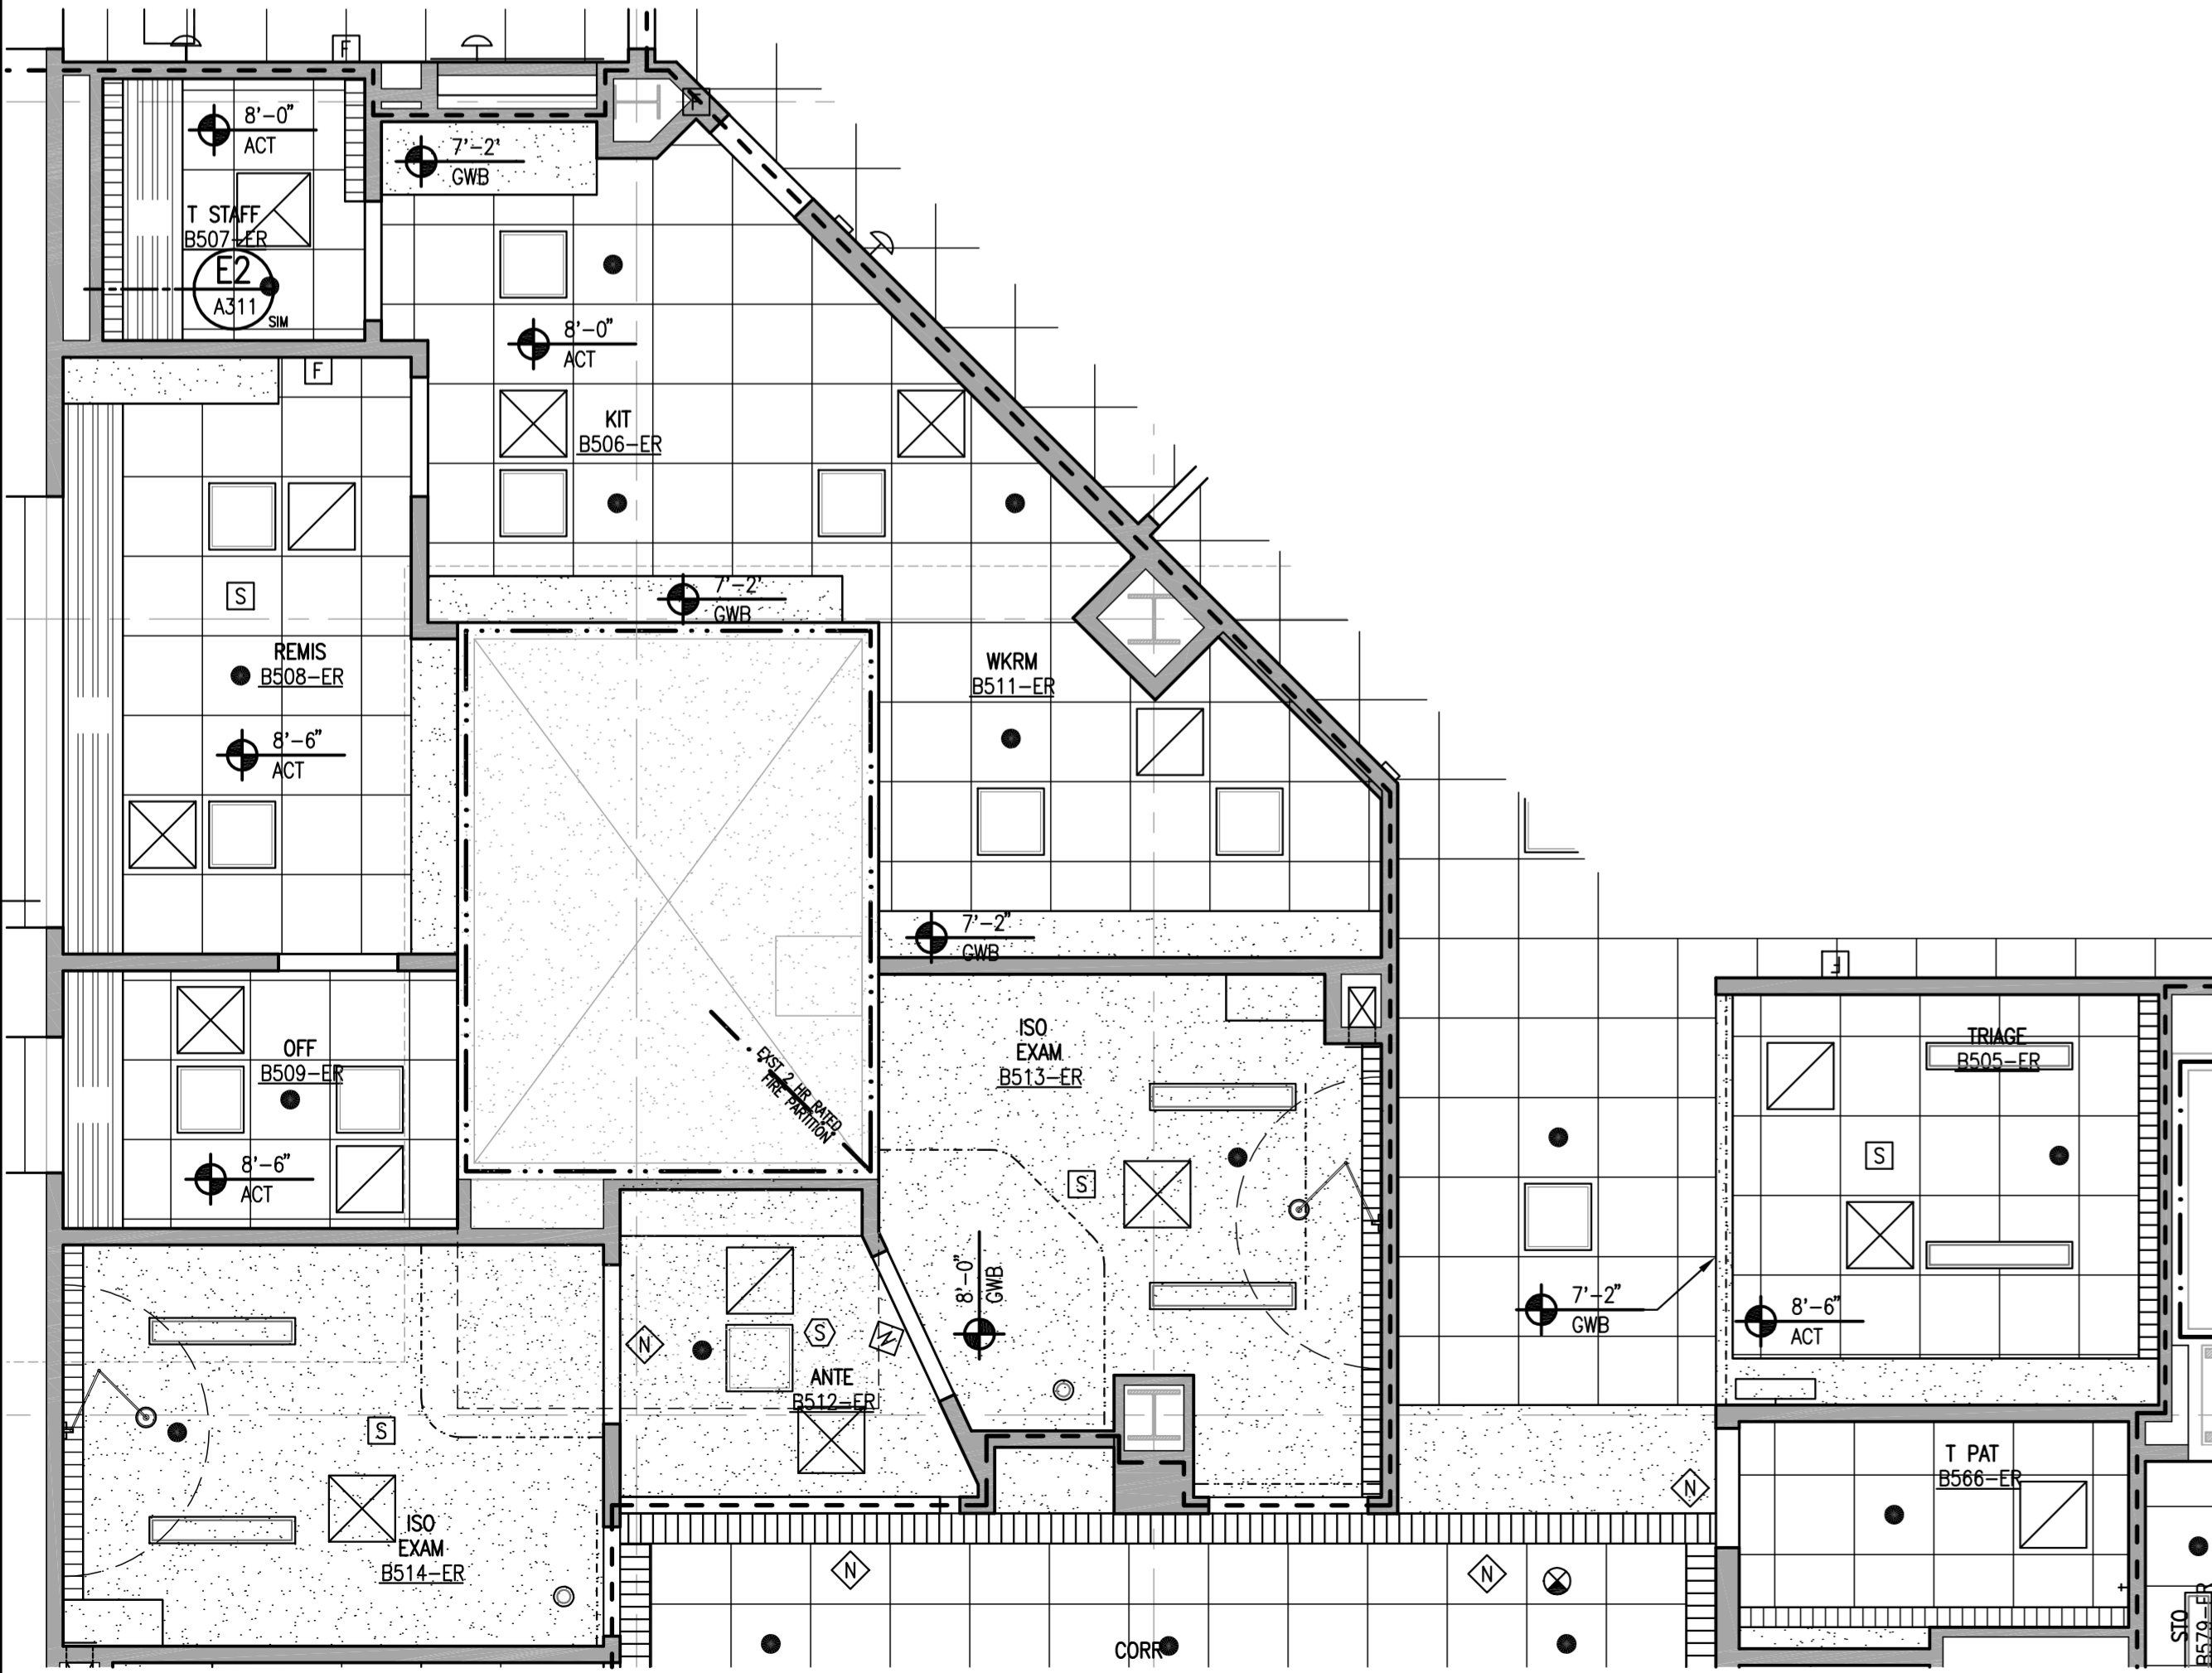 F
8'-0"
ACT
7'-2'
GWB
F
T STAFF
B507-ER
E2
A311
SIM
8'-0"
ACT
F
KIT
B506-ER
S
7'-2'
GWB
REMIS
B508-ER
8'-6"
ACT
WKRM
B511-ER
7'-2"
GWB
F
OFF
B509-ER
8'-6"
ACT
EXST 2 HR RATED
FIRE PARTITION
ISO
EXAM
B513-ER
S
8'-0"
GWB
TRIAGE
B505-ER
S
7'-2"
GWB
8'-6"
ACT
N
S
W
ANTE
B512-ER
S
ISO
EXAM
B514-ER
T PAT
B566-ER
N
N
N
CORR
STO
B579-ER